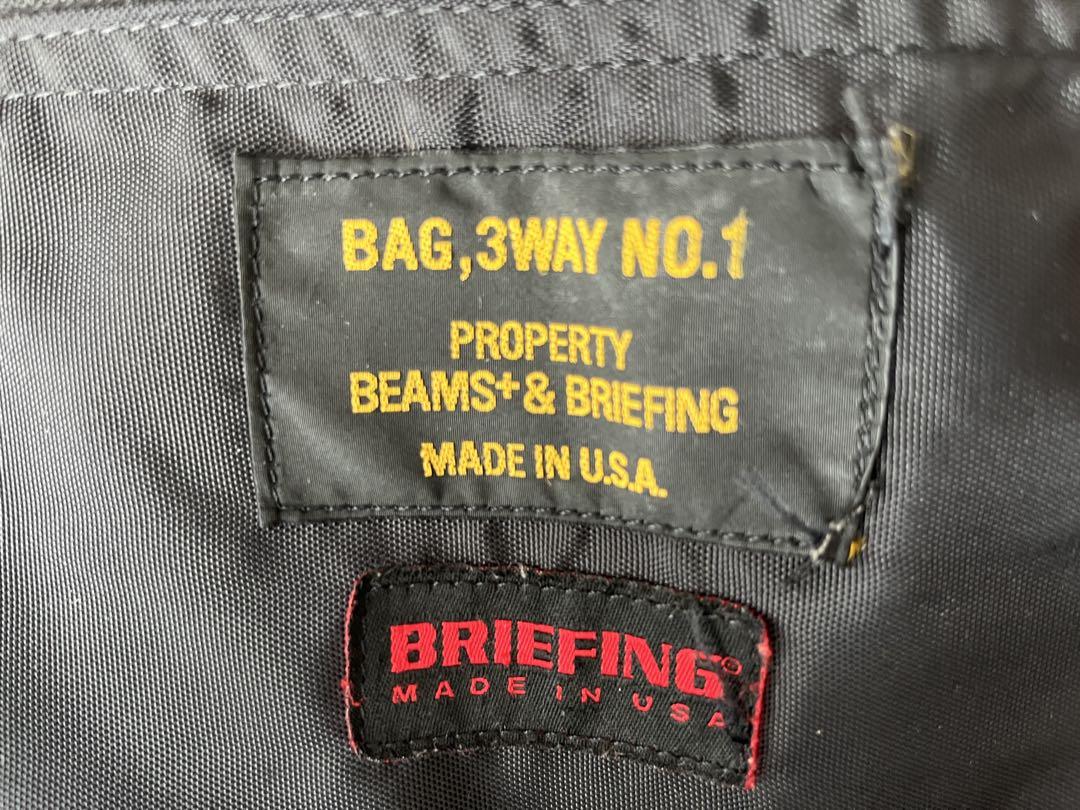 BAG,3WAY NO.1
PROPERTY
BEAMS+ & BRIEFING
MADE IN U.S.A.
BRIEFING®
MADE IN USA